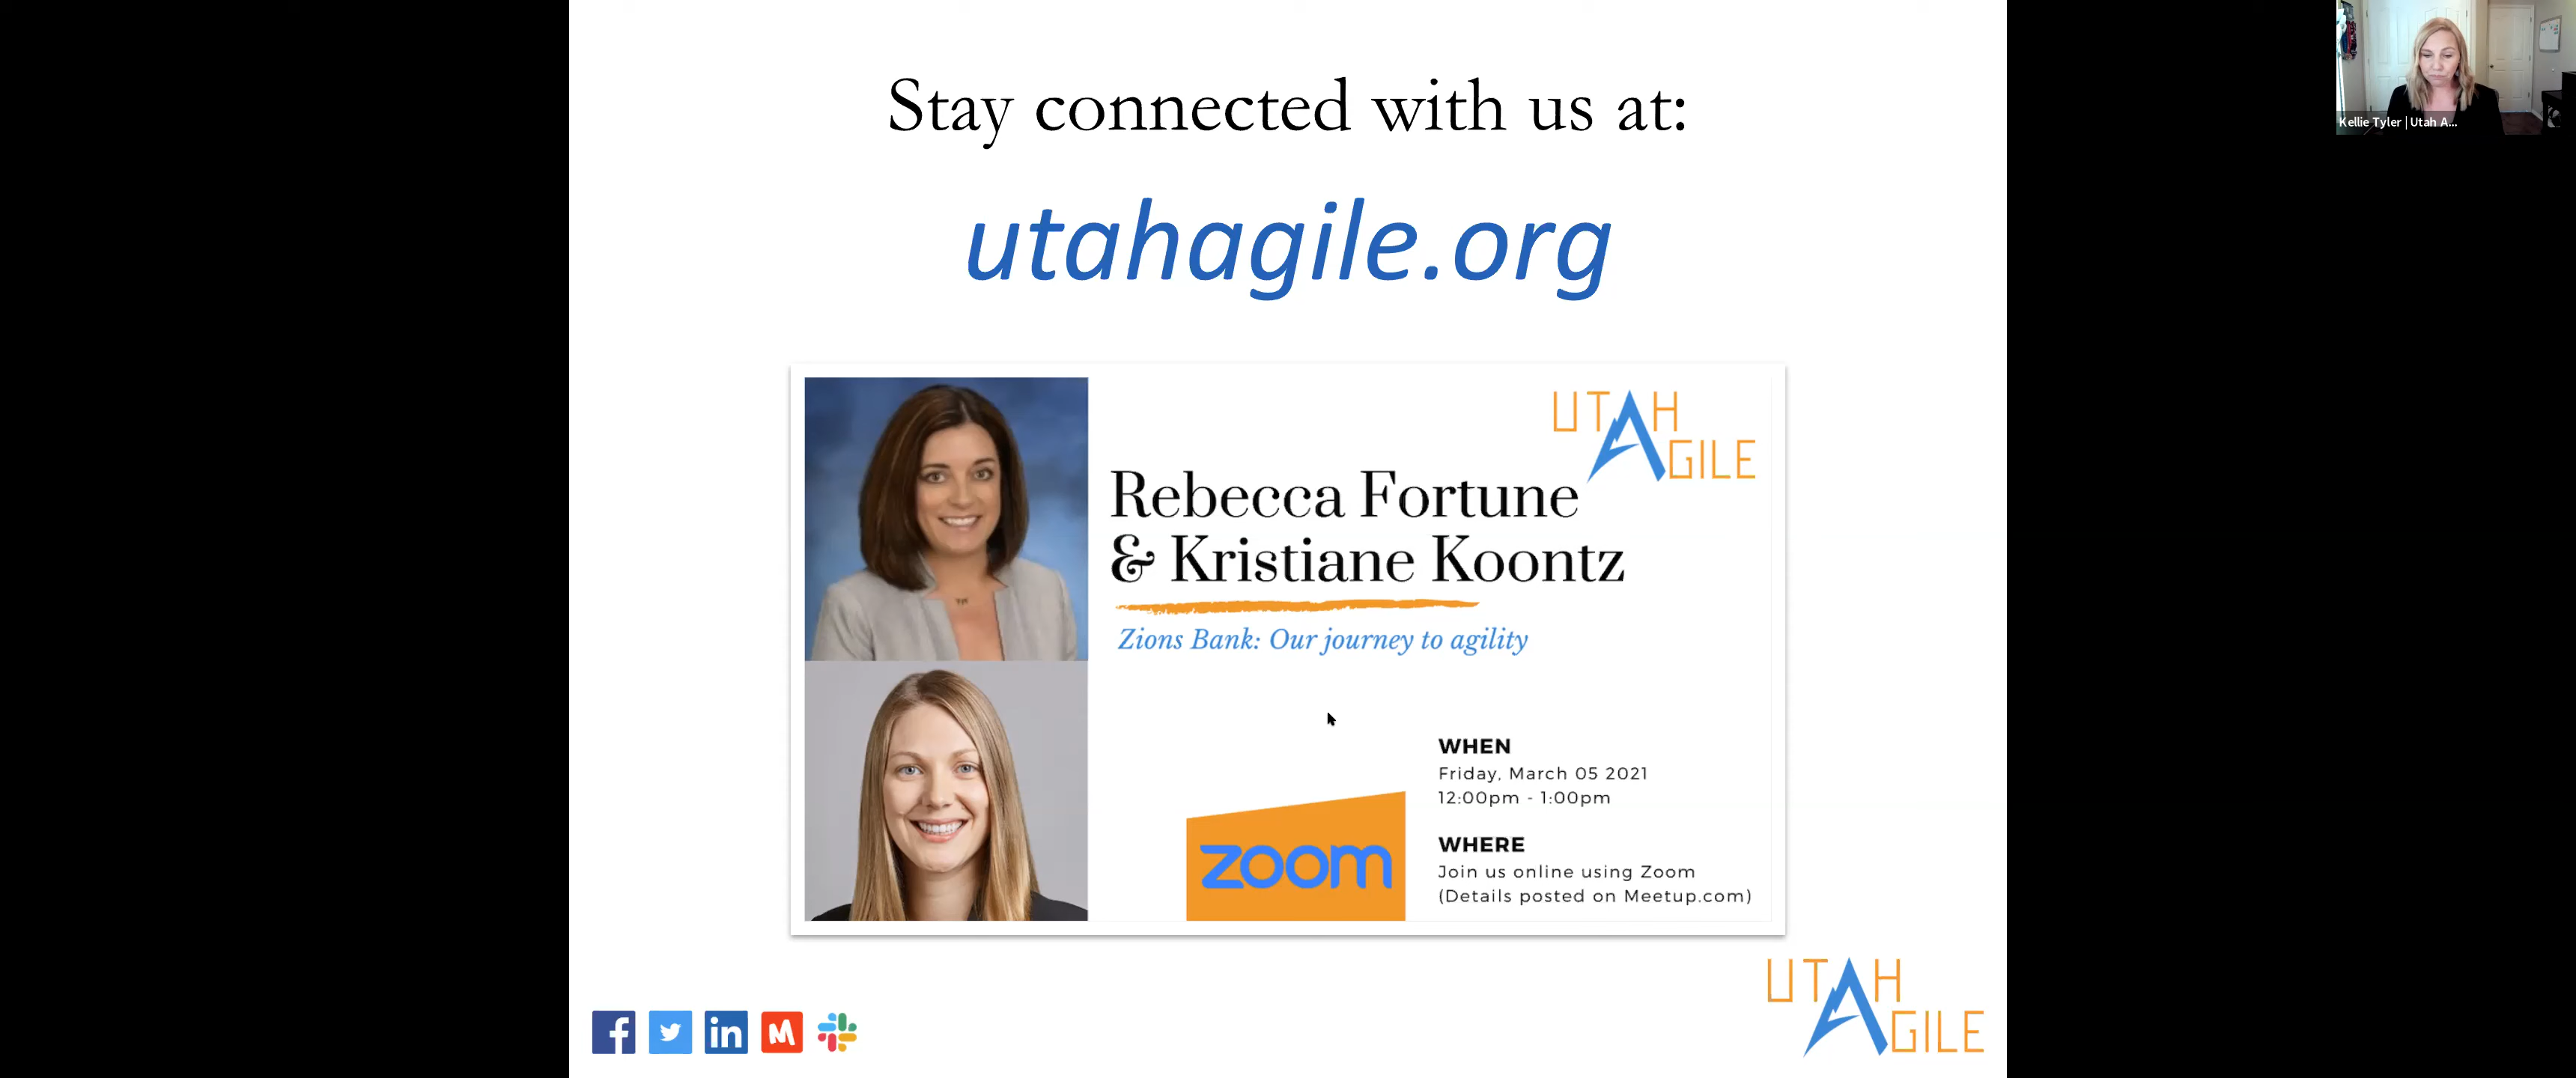 Stay connected with us at:
utahagile.org
UTAH
AGILE
Rebecca Fortune
& Kristiane Koontz
Zions Bank: Our journey to agility
WHEN
Friday, March 05 2021
12:00pm - 1:00pm
zoom
WHERE
Join us online using Zoom
(Details posted on Meetup.com)
UTAH
AGILE
Kellie Tyler | Utah A...